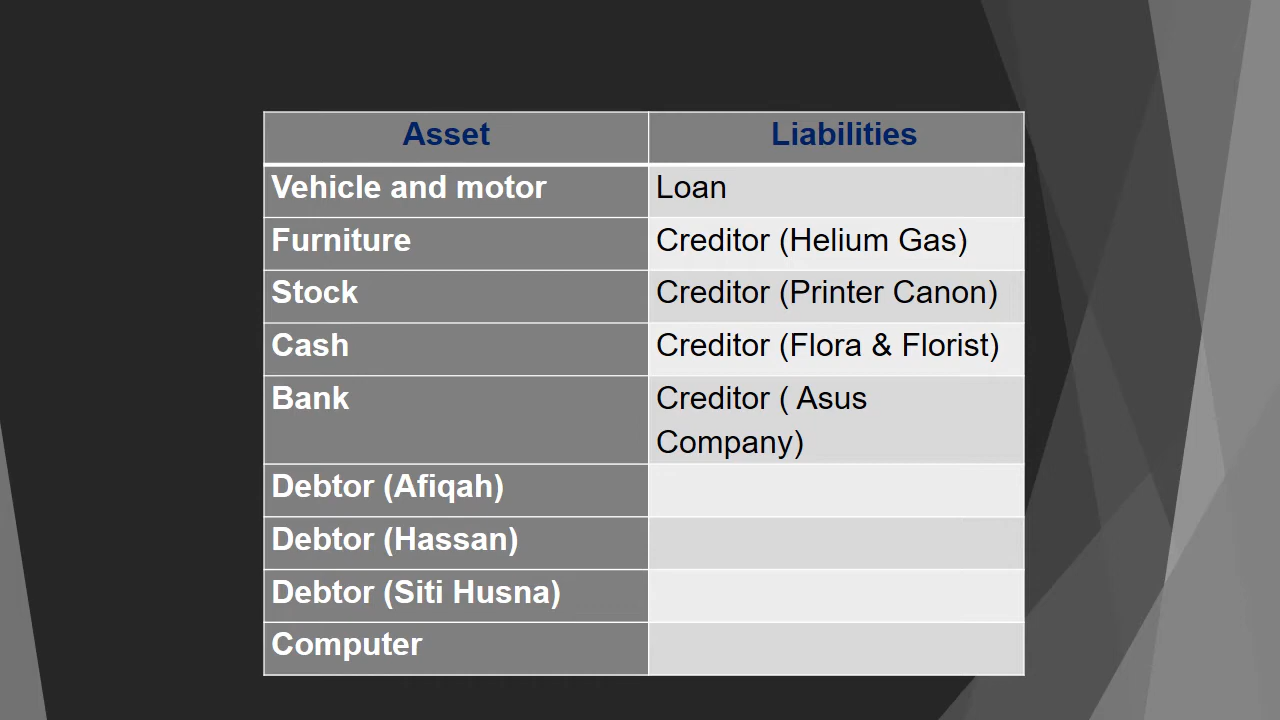 Asset Liabilities
Vehicle and motor Loan
Furniture Creditor (Helium Gas)
Stock Creditor (Printer Canon)
Cash Creditor (Flora & Florist)
Bank Creditor ( Asus
Company)
Debtor (Afiqah)
Debtor (Hassan)
Debtor (Siti Husna)
Computer